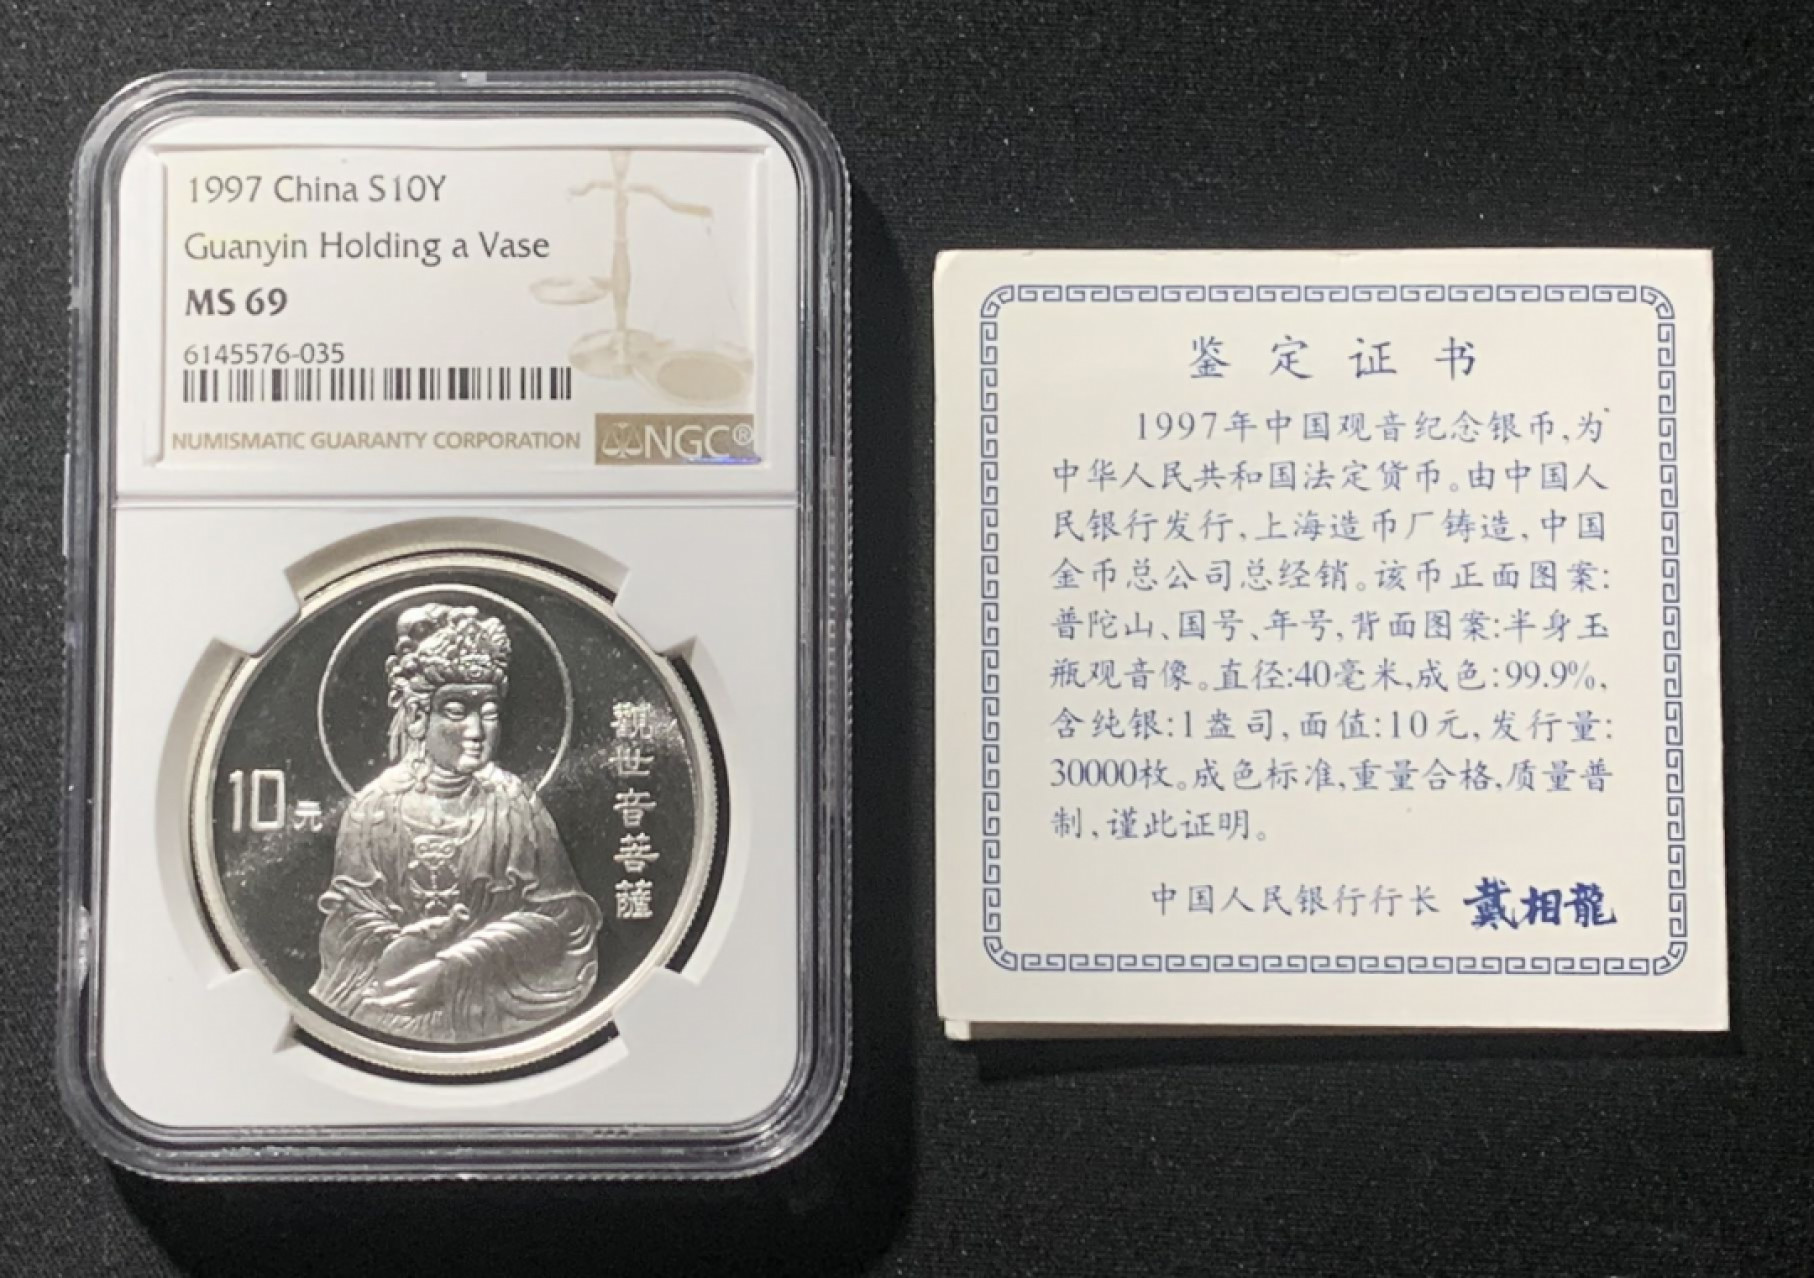 1997 China S10Y
Guanyin Holding a Vase
MS 69
6145576-035
NUMISMATIC GUARANTY CORPORATION
NGC®
10元
觀世音菩薩
鉴定证书
1997年中国观音纪念银币,为
中华人民共和国法定货币。由中国人
民银行发行,上海造币厂铸造,中国
金币总公司总经销。该币正面图案:
普陀山、国号、年号,背面图案:半身玉
瓶观音像。直径:40毫米,成色:99.9%,
含纯银:1盎司,面值:10元,发行量:
30000枚。成色标准,重量合格,质量普
制,谨此证明。
中国人民银行行长 戴相龍